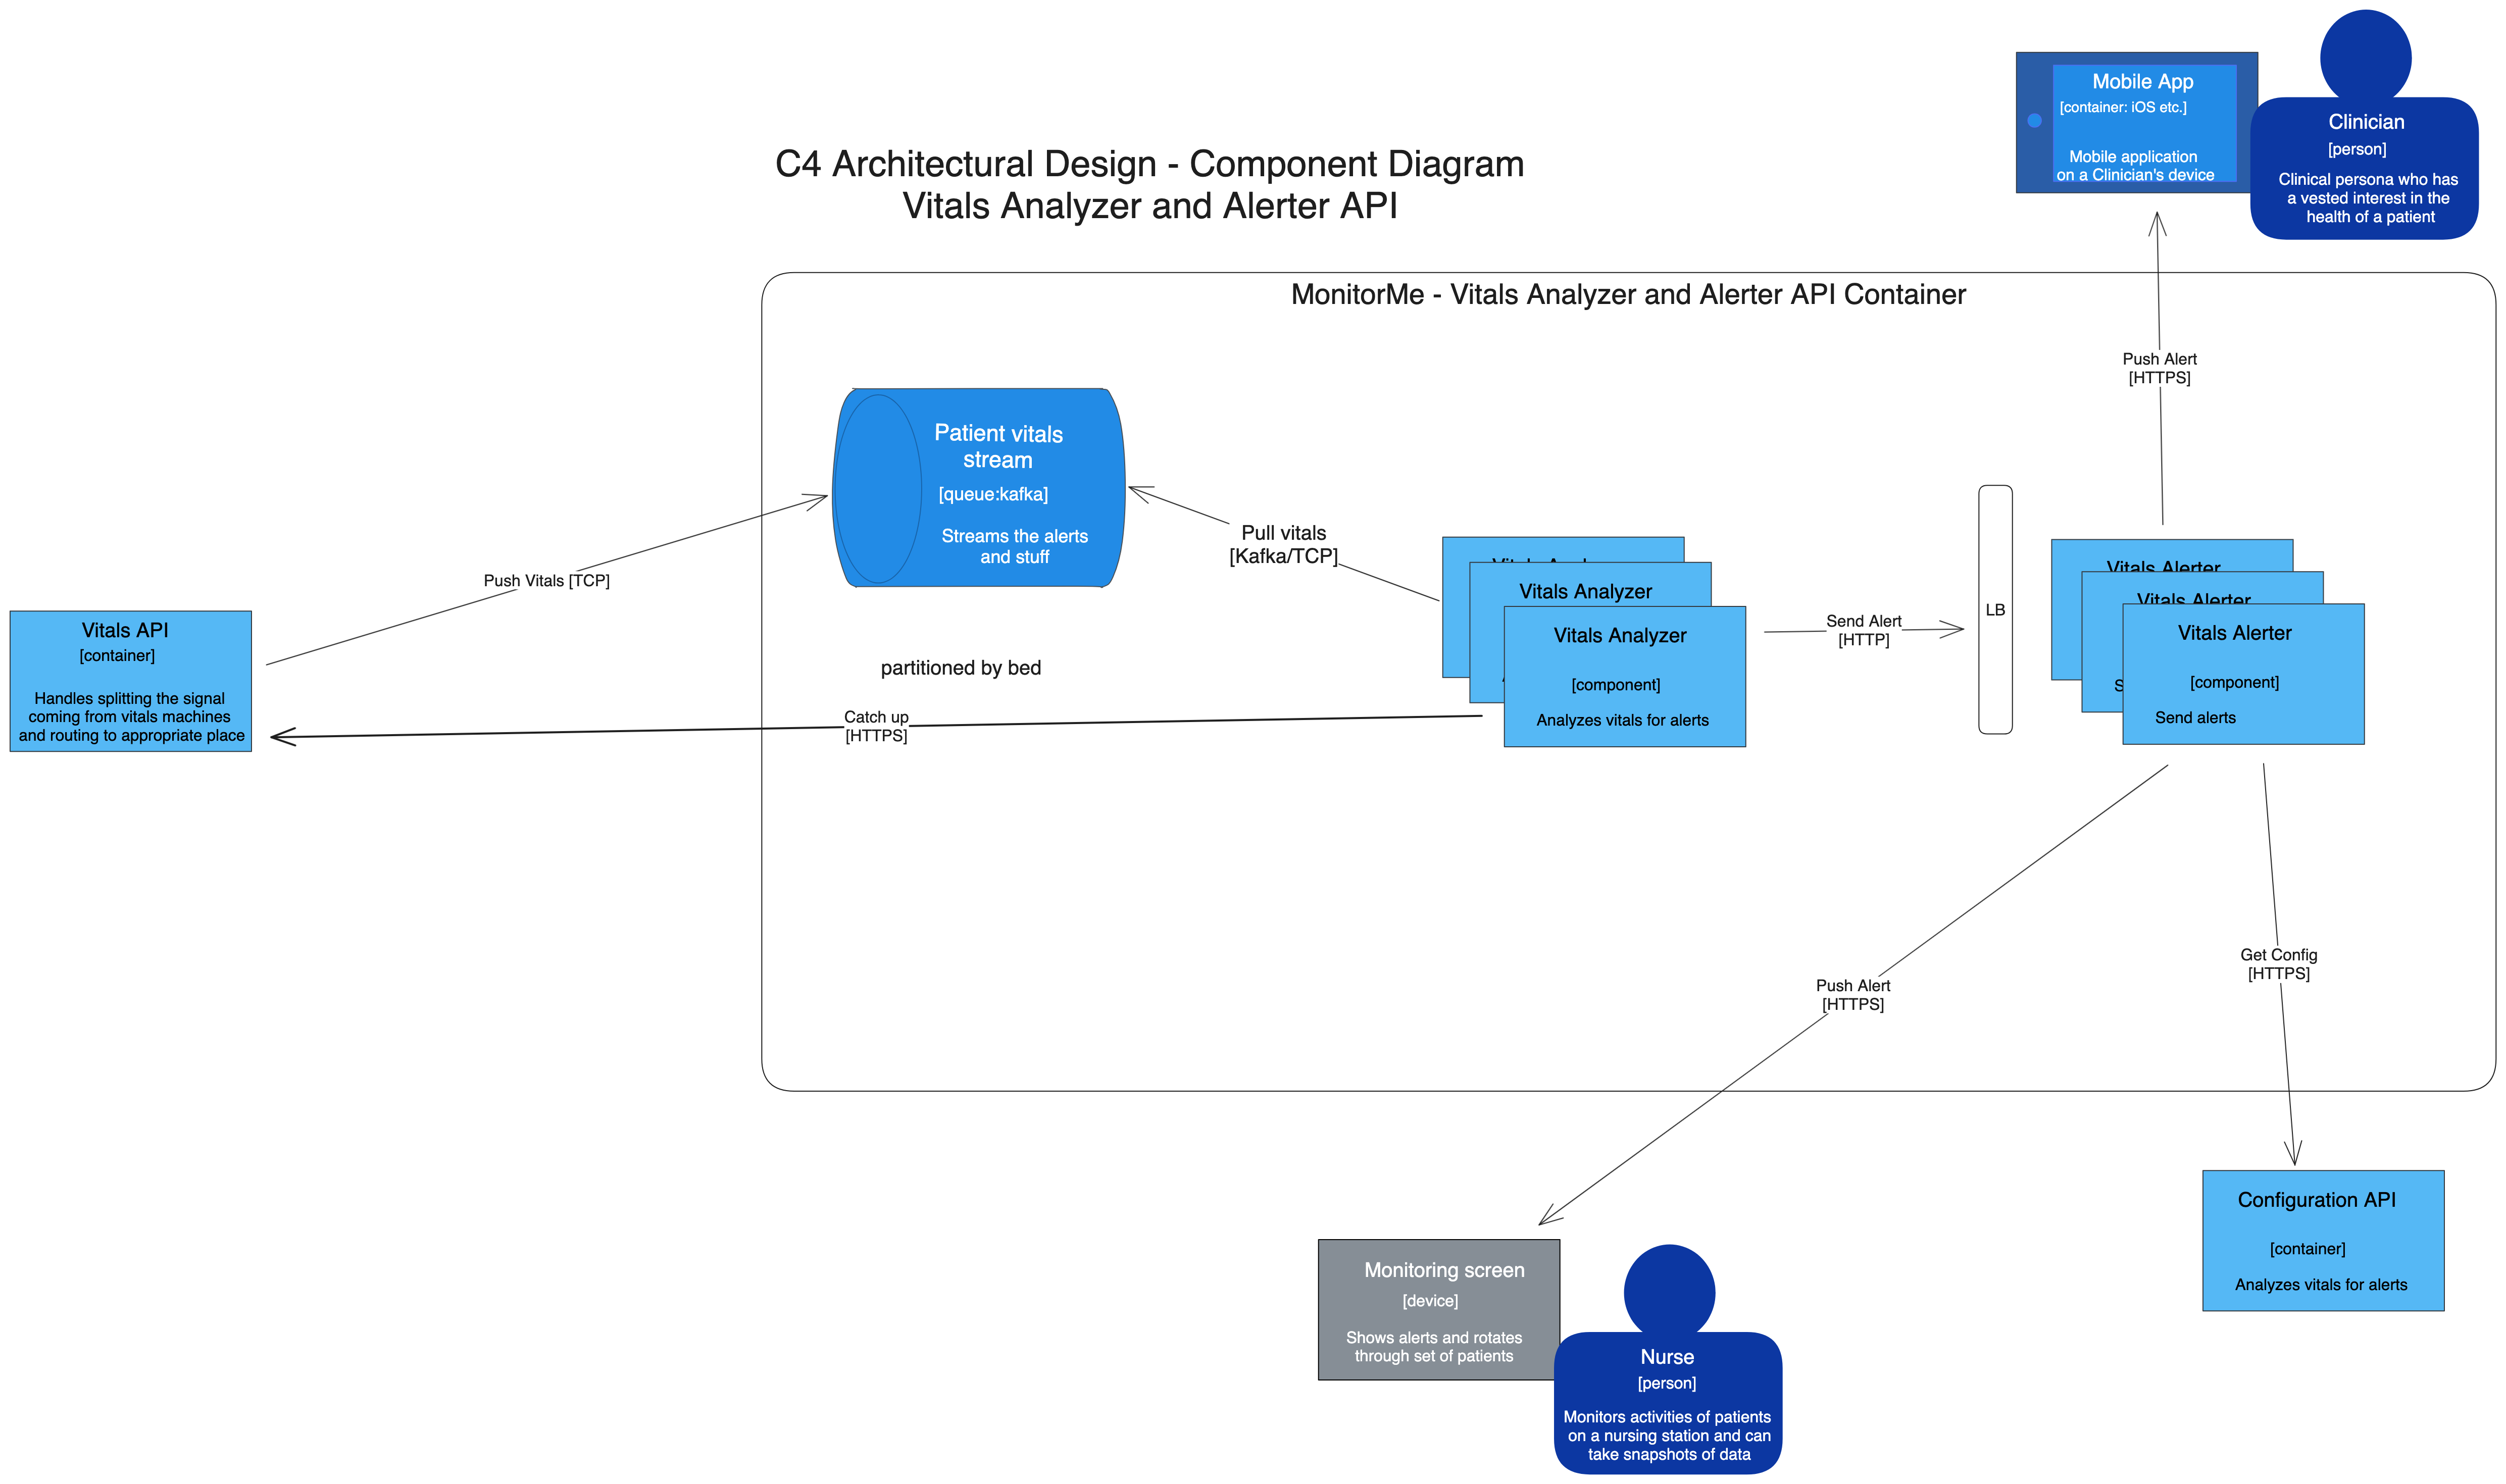 C4 Architectural Design - Component Diagram
Vitals Analyzer and Alerter API
Mobile App
[container: iOS etc.]
Mobile application
on a Clinician's device
Clinician
[person]
Clinical persona who has
a vested interest in the
health of a patient
MonitorMe - Vitals Analyzer and Alerter API Container
Push Alert
[HTTPS]
Patient vitals
stream
[queue:kafka]
Streams the alerts
and stuff
Pull vitals
[Kafka/TCP]
Push Vitals [TCP]
Vitals API
[container]
Handles splitting the signal
coming from vitals machines
and routing to appropriate place
partitioned by bed
Catch up
[HTTPS]
Vitals Analyzer
Vitals Analyzer
[component]
Analyzes vitals for alerts
Send Alert
[HTTP]
LB
Vitals Alerter
Vitals Alerter
Vitals Alerter
[component]
Send alerts
Push Alert
[HTTPS]
Get Config
[HTTPS]
Configuration API
[container]
Analyzes vitals for alerts
Monitoring screen
[device]
Shows alerts and rotates
through set of patients
Nurse
[person]
Monitors activities of patients
on a nursing station and can
take snapshots of data